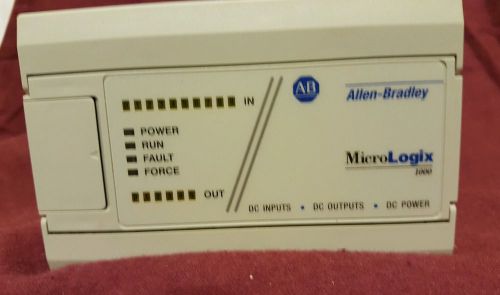 IN
AB
Allen-Bradley
POWER
RUN
FAULT
FORCE
MicroLogix
1000
OUT
DC INPUTS • DC OUTPUTS • DC POWER